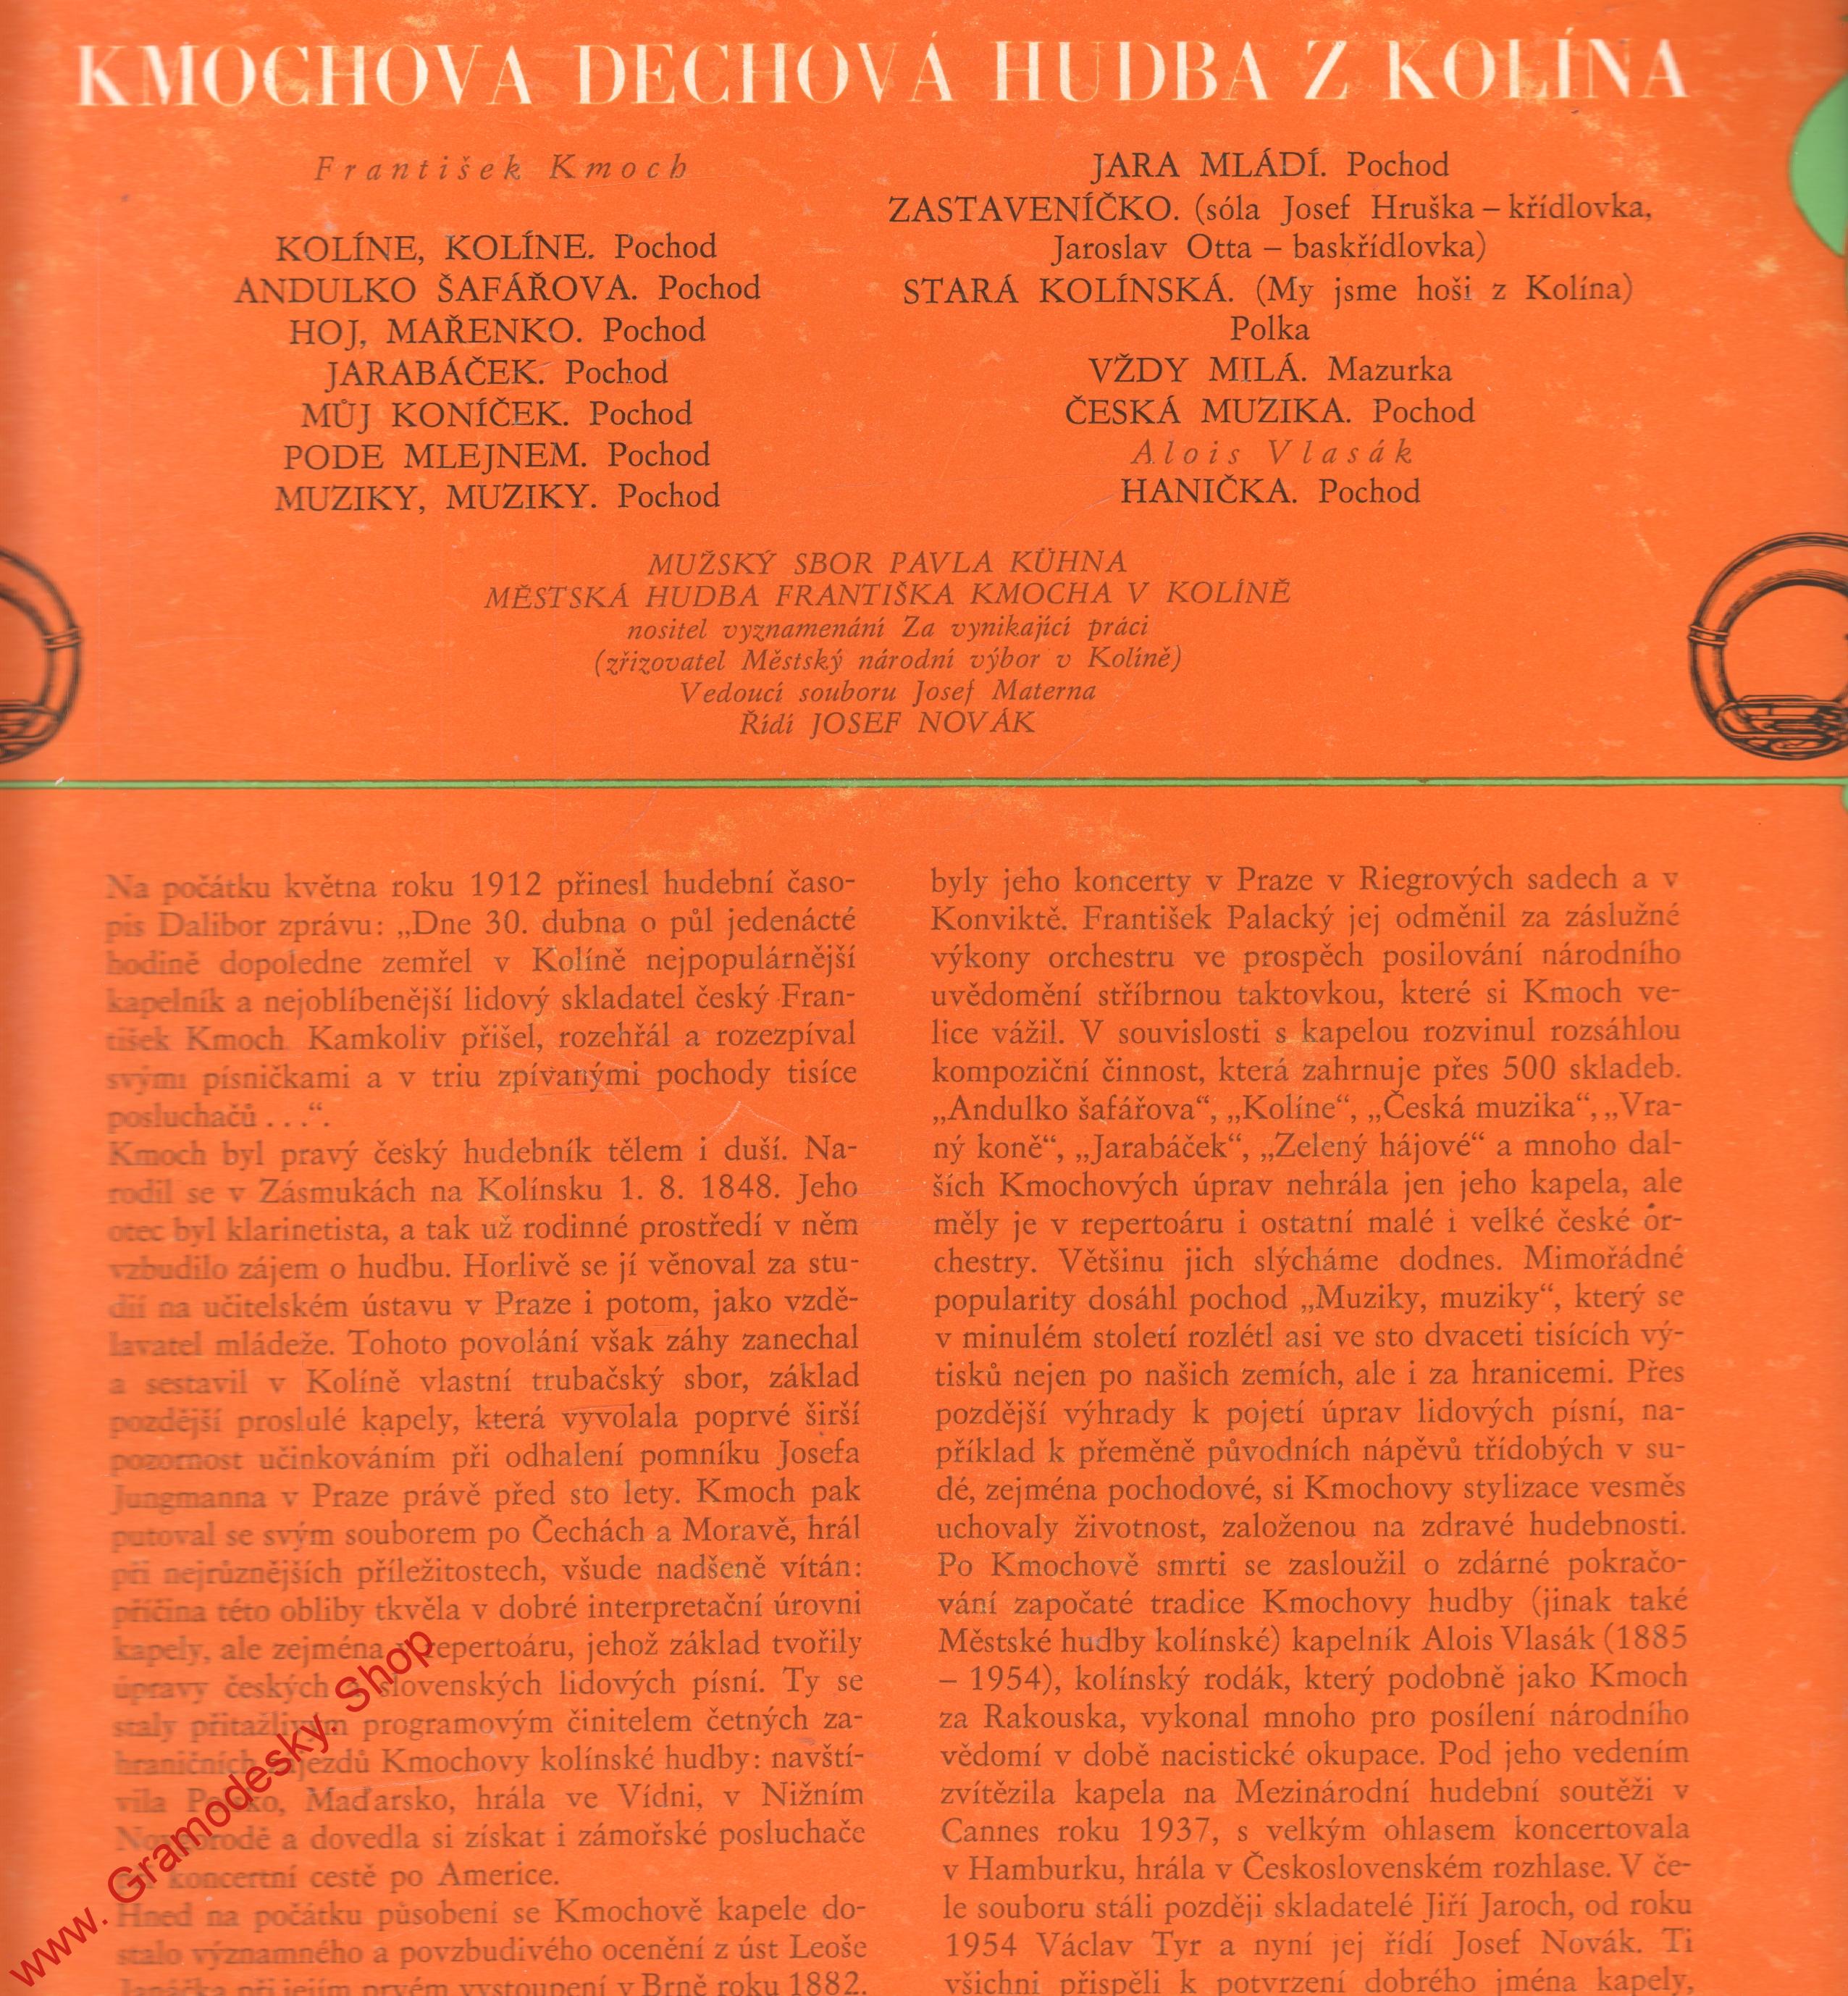 KMOCHOVA DECHOVÁ HUDBA Z KOLÍNA
František Kmoch
KOLÍNE, KOLÍNE. Pochod
ANDULKO ŠAFÁŘOVA. Pochod
HOJ, MAŘENKO. Pochod
JARABÁČEK. Pochod
MŮJ KONÍČEK. Pochod
PODE MLEJNEM. Pochod
MUZIKY, MUZIKY. Pochod
JARA MLÁDÍ. Pochod
ZASTAVENÍČKO. (sóla Josef Hruška – křídlovka,
Jaroslav Otta – baskřídlovka)
STARÁ KOLÍNSKÁ. (My jsme hoši z Kolína)
Polka
VŽDY MILÁ. Mazurka
ČESKÁ MUZIKA. Pochod
Alois Vlasák
HANIČKA. Pochod
MUŽSKÝ SBOR PAVLA KÜHNA
MĚSTSKÁ HUDBA FRANTIŠKA KMOCHA V KOLÍNĚ
nositel vyznamenání Za vynikající práci
(zřizovatel Městský národní výbor v Kolíně)
Vedoucí souboru Josef Materna
Řídí JOSEF NOVÁK
Na počátku května roku 1912 přinesl hudební časo-
pis Dalibor zprávu: „Dne 30. dubna o půl jedenácté
hodině dopoledne zemřel v Kolíně nejpopulárnější
kapelník a nejoblíbenější lidový skladatel český Fran-
tišek Kmoch. Kamkoliv přišel, rozehřál a rozezpíval
svými písničkami a v triu zpívanými pochody tisíce
posluchačů . . .“.
Kmoch byl pravý český hudebník tělem i duší. Na-
rodil se v Zásmukách na Kolínsku 1. 8. 1848. Jeho
otec byl klarinetista, a tak už rodinné prostředí v něm
vzbudilo zájem o hudbu. Horlivě se jí věnoval za stu-
dií na učitelském ústavu v Praze i potom, jako vzdě-
lavatel mládeže. Tohoto povolání však záhy zanechal
a sestavil v Kolíně vlastní trubačský sbor, základ
pozdější proslulé kapely, která vyvolala poprvé širší
pozornost učinkováním při odhalení pomníku Josefa
Jungmanna v Praze právě před sto lety. Kmoch pak
putoval se svým souborem po Čechách a Moravě, hrál
při nejrůznějších příležitostech, všude nadšeně vítán:
příčina této obliby tkvěla v dobré interpretační úrovni
kapely, ale zejména v repertoáru, jehož základ tvořily
úpravy českých a slovenských lidových písní. Ty se
staly přitažlivým programovým činitelem četných za-
hraničních zájezdů Kmochovy kolínské hudby: navští-
vila Polsko, Maďarsko, hrála ve Vídni, v Nižním
Novgorodě a dovedla si získat i zámořské posluchače
koncertní cestě po Americe.
Hned na počátku působení se Kmochově kapele do-
stalo významného a povzbudivého ocenění z úst Leoše
Janáčka při jejím prvém vystoupení v Brně roku 1882.
byly jeho koncerty v Praze v Riegrových sadech a v
Konviktě. František Palacký jej odměnil za záslužné
výkony orchestru ve prospěch posilování národního
uvědomění stříbrnou taktovkou, které si Kmoch ve-
lice vážil. V souvislosti s kapelou rozvinul rozsáhlou
kompoziční činnost, která zahrnuje přes 500 skladeb.
„Andulko šafářova“, „Kolíne“, „Česká muzika“, „Vra-
ný koně“, „Jarabáček“, „Zelený hájové“ a mnoho dal-
ších Kmochových úprav nehrála jen jeho kapela, ale
měly je v repertoáru i ostatní malé i velké české or-
chestry. Většinu jich slýcháme dodnes. Mimořádné
popularity dosáhl pochod „Muziky, muziky“, který se
v minulém století rozlétl asi ve sto dvaceti tisících vý-
tisků nejen po našich zemích, ale i za hranicemi. Přes
pozdější výhrady k pojetí úprav lidových písní, na-
příklad k přeměně původních nápěvů třídobých v su-
dé, zejména pochodové, si Kmochovy stylizace vesměs
uchovaly životnost, založenou na zdravé hudebnosti.
Po Kmochově smrti se zasloužil o zdárné pokračo-
vání započaté tradice Kmochovy hudby (jinak také
Městské hudby kolínské) kapelník Alois Vlasák (1885
– 1954), kolínský rodák, který podobně jako Kmoch
za Rakouska, vykonal mnoho pro posílení národního
vědomí v době nacistické okupace. Pod jeho vedením
zvítězila kapela na Mezinárodní hudební soutěži v
Cannes roku 1937, s velkým ohlasem koncertovala
v Hamburku, hrála v Československém rozhlase. V če-
le souboru stáli později skladatelé Jiří Jaroch, od roku
1954 Václav Tyr a nyní jej řídí Josef Novák. Ti
všichni přispěli k potvrzení dobrého jména kapely,
www. Gramodesky. Shop